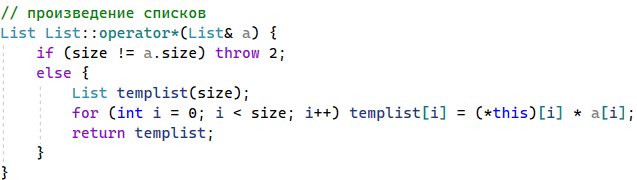 // произведение списков
List List::operator*(List& a) {
    if (size != a.size) throw 2;
    else {
        List templist(size);
        for (int i = 0; i < size; i++) templist[i] = (*this)[i] * a[i];
        return templist;
    }
}